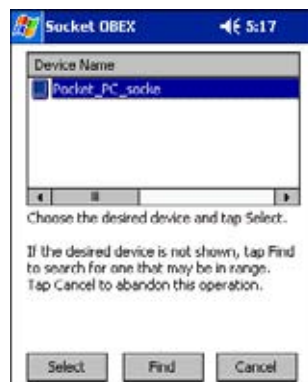 Socket OBEX 5:17
Device Name
Pocket_PC_socke
Choose the desired device and tap Select.
If the desired device is not shown, tap Find
to search for one that may be in range.
Tap Cancel to abandon this operation.
Select Find Cancel